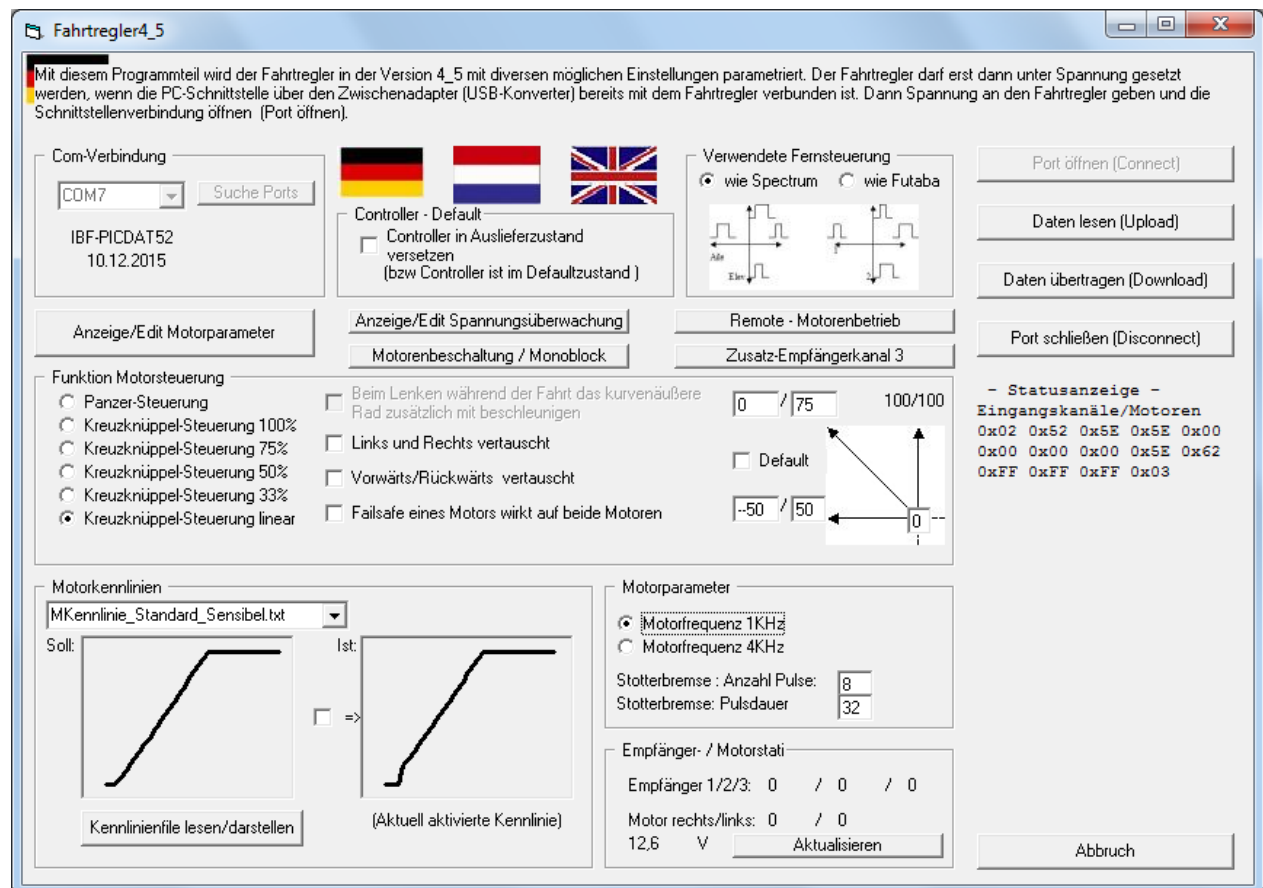 Fahrtregler4_5
Mit diesem Programmteil wird der Fahrtregler in der Version 4_5 mit diversen möglichen Einstellungen parametriert. Der Fahrtregler darf erst dann unter Spannung gesetzt
werden, wenn die PC-Schnittstelle über den Zwischenadapter (USB-Konverter) bereits mit dem Fahrtregler verbunden ist. Dann Spannung an den Fahrtregler geben und die
Schnittstellenverbindung öffnen (Port öffnen).
Com-Verbindung
COM7
Suche Ports
IBF-PICDAT52
10.12.2015
Controller - Default
Controller in Auslieferzustand
versetzen
(bzw Controller ist im Defaultzustand )
Verwendete Fernsteuerung
wie Spectrum
wie Futaba
Aile
Elev
1
2
Port öffnen (Connect)
Daten lesen (Upload)
Daten übertragen (Download)
Port schließen (Disconnect)
Anzeige/Edit Motorparameter
Anzeige/Edit Spannungsüberwachung
Remote - Motorenbetrieb
Motorenbeschaltung / Monoblock
Zusatz-Empfängerkanal 3
Funktion Motorsteuerung
Panzer-Steuerung
Kreuzknüppel-Steuerung 100%
Kreuzknüppel-Steuerung 75%
Kreuzknüppel-Steuerung 50%
Kreuzknüppel-Steuerung 33%
Kreuzknüppel-Steuerung linear
Beim Lenken während der Fahrt das kurvenäußere
Rad zusätzlich mit beschleunigen
Links und Rechts vertauscht
Vorwärts/Rückwärts vertauscht
Failsafe eines Motors wirkt auf beide Motoren
0 / 75
100/100
Default
--50 / 50
0
- Statusanzeige -
Eingangskanäle/Motoren
0x02 0x52 0x5E 0x5E 0x00
0x00 0x00 0x00 0x5E 0x62
0xFF 0xFF 0xFF 0x03
Motorkennlinien
MKennlinie_Standard_Sensibel.txt
Soll:
=>
Ist:
Kennlinienfile lesen/darstellen
(Aktuell aktivierte Kennlinie)
Motorparameter
Motorfrequenz 1KHz
Motorfrequenz 4KHz
Stotterbremse : Anzahl Pulse: 8
Stotterbremse: Pulsdauer 32
Empfänger- / Motorstati
Empfänger 1/2/3: 0 / 0 / 0
Motor rechts/links: 0 / 0
12,6 V
Aktualisieren
Abbruch